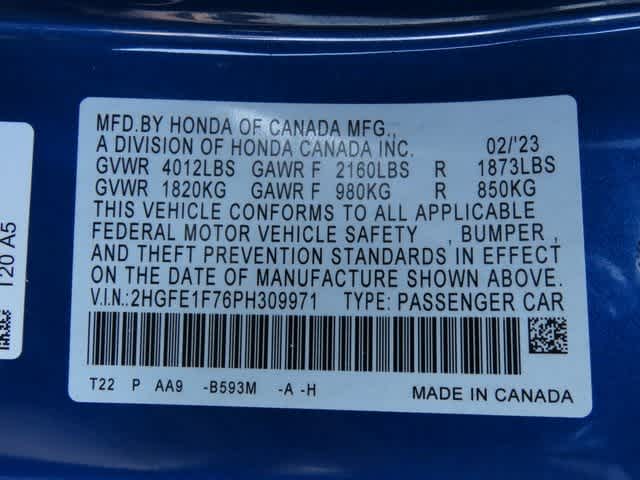 MFD.BY HONDA OF CANADA MFG.,
A DIVISION OF HONDA CANADA INC. 02/'23
GVWR 4012LBS GAWR F 2160LBS R 1873LBS
GVWR 1820KG GAWR F 980KG R 850KG
THIS VEHICLE CONFORMS TO ALL APPLICABLE
FEDERAL MOTOR VEHICLE SAFETY , BUMPER ,
AND THEFT PREVENTION STANDARDS IN EFFECT
ON THE DATE OF MANUFACTURE SHOWN ABOVE.
V.I.N.:2HGFE1F76PH309971 TYPE: PASSENGER CAR
T22 P AA9 -B593M -A -H MADE IN CANADA
T20 A5